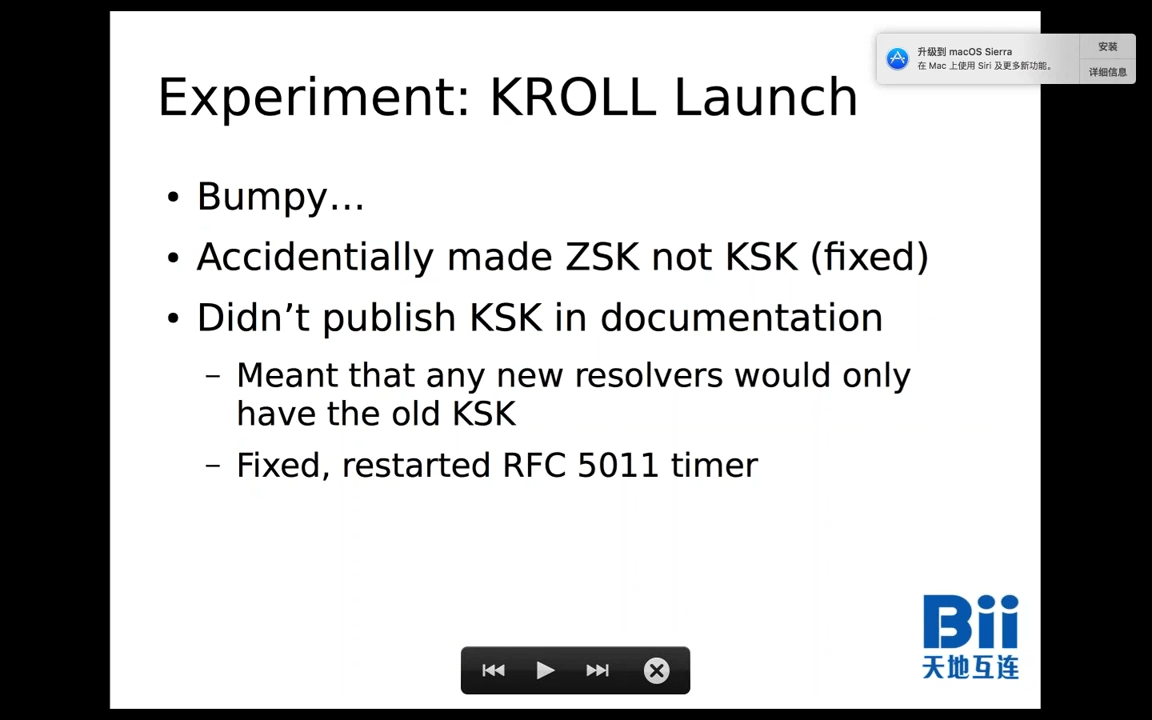 升级到 macOS Sierra
在 Mac 上使用 Siri 及更多新功能。
安装
详细信息
Experiment: KROLL Launch
• Bumpy…
• Accidentially made ZSK not KSK (fixed)
• Didn’t publish KSK in documentation
– Meant that any new resolvers would only
have the old KSK
– Fixed, restarted RFC 5011 timer
Bii
天地互连